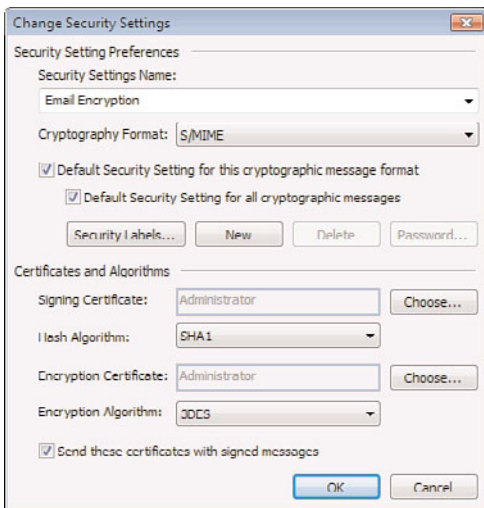 Change Security Settings
Security Setting Preferences
Security Settings Name:
Email Encryption
Cryptography Format: S/MIME
Default Security Setting for this cryptographic message format
Default Security Setting for all cryptographic messages
Security Labels... New Delete Password...
Certificates and Algorithms
Signing Certificate: Administrator Choose...
Hash Algorithm: SHA1
Encryption Certificate: Administrator Choose...
Encryption Algorithm: 3DES
Send these certificates with signed messages
OK Cancel